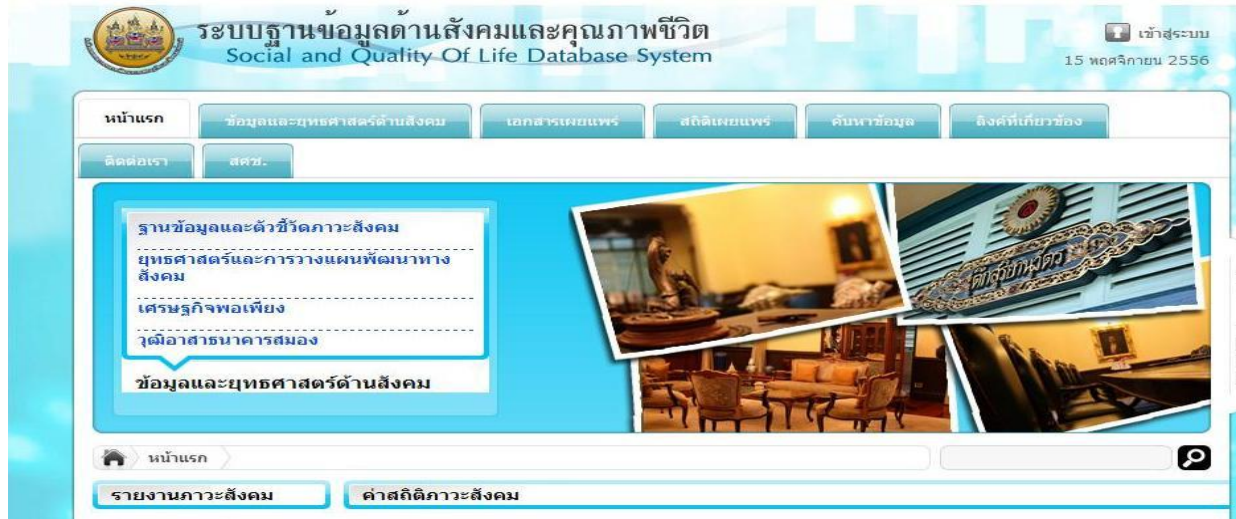 ระบบฐานข้อมูลด้านสังคมและคุณภาพชีวิต
Social and Quality Of Life Database System
เข้าสู่ระบบ
15 พฤศจิกายน 2556
หน้าแรก
ข้อมูลและยุทธศาสตร์ด้านสังคม
เอกสารเผยแพร่
สถิติเผยแพร่
ค้นหาข้อมูล
ลิงค์ที่เกี่ยวข้อง
ติดต่อเรา
สศช.
ฐานข้อมูลและตัวชี้วัดภาวะสังคม
ยุทธศาสตร์และการวางแผนพัฒนาทาง
สังคม
เศรษฐกิจพอเพียง
วุฒิอาสาธนาคารสมอง
ข้อมูลและยุทธศาสตร์ด้านสังคม
หน้าแรก
รายงานภาวะสังคม
ค่าสถิติภาวะสังคม